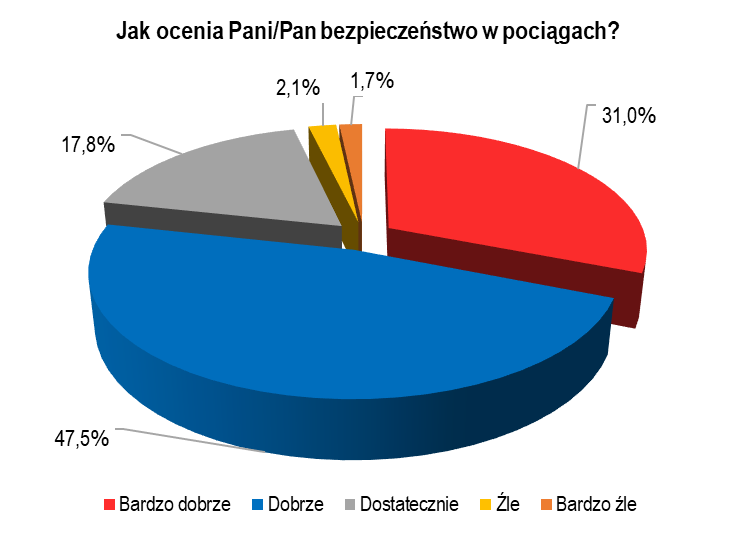 Jak ocenia Pani/Pan bezpieczeństwo w pociągach?
2,1%
1,7%
31,0%
17,8%
47,5%
Bardzo dobrze
Dobrze
Dostatecznie
Źle
Bardzo źle